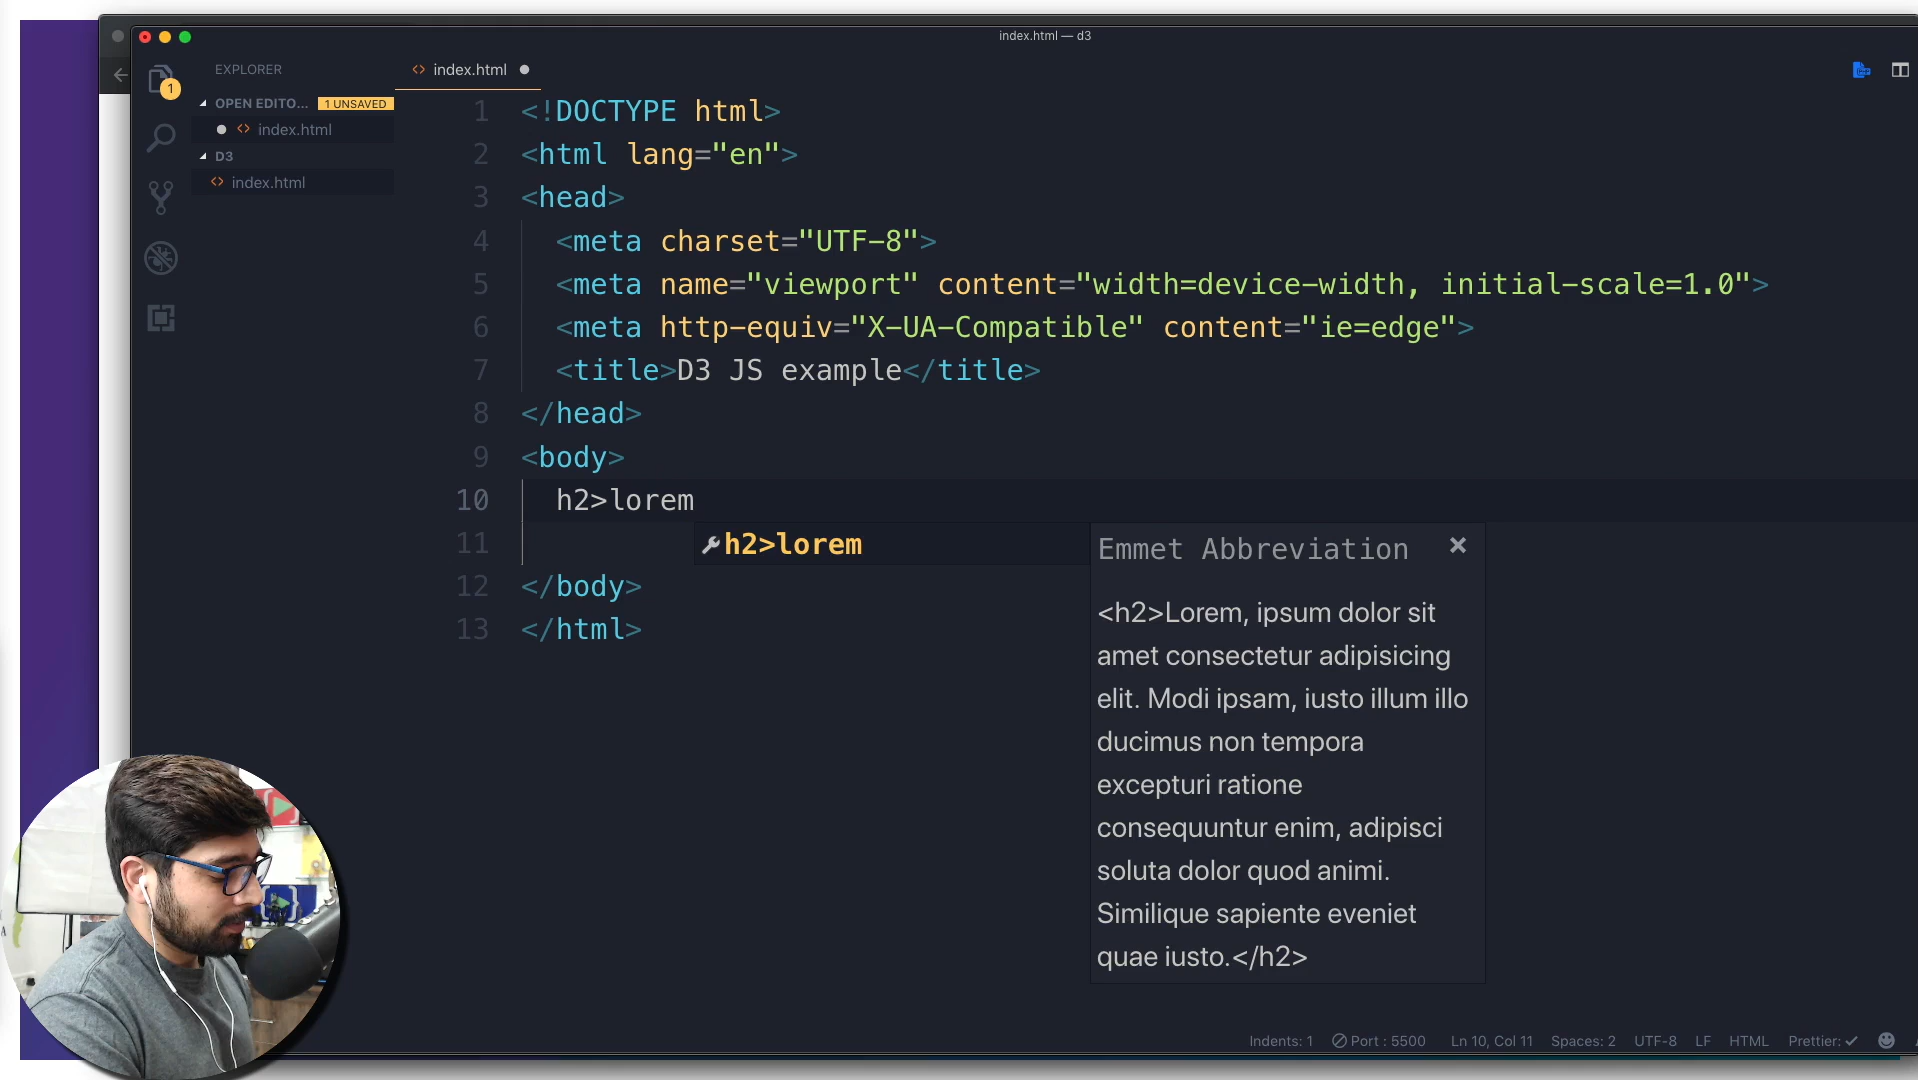 index.html — d3
EXPLORER
index.html
1
OPEN EDITO... 1 UNSAVED
index.html
D3
index.html
1 <!DOCTYPE html>
2 <html lang="en">
3 <head>
4 <meta charset="UTF-8">
5 <meta name="viewport" content="width=device-width, initial-scale=1.0">
6 <meta http-equiv="X-UA-Compatible" content="ie=edge">
7 <title>D3 JS example</title>
8 </head>
9 <body>
10 h2>lorem
11
12 </body>
13 </html>
h2>lorem
Emmet Abbreviation
<h2>Lorem, ipsum dolor sit
amet consectetur adipisicing
elit. Modi ipsam, iusto illum illo
ducimus non tempora
excepturi ratione
consequuntur enim, adipisci
soluta dolor quod animi.
Similique sapiente eveniet
quae iusto.</h2>
Indents: 1 Port : 5500 Ln 10, Col 11 Spaces: 2 UTF-8 LF HTML Prettier: ✓